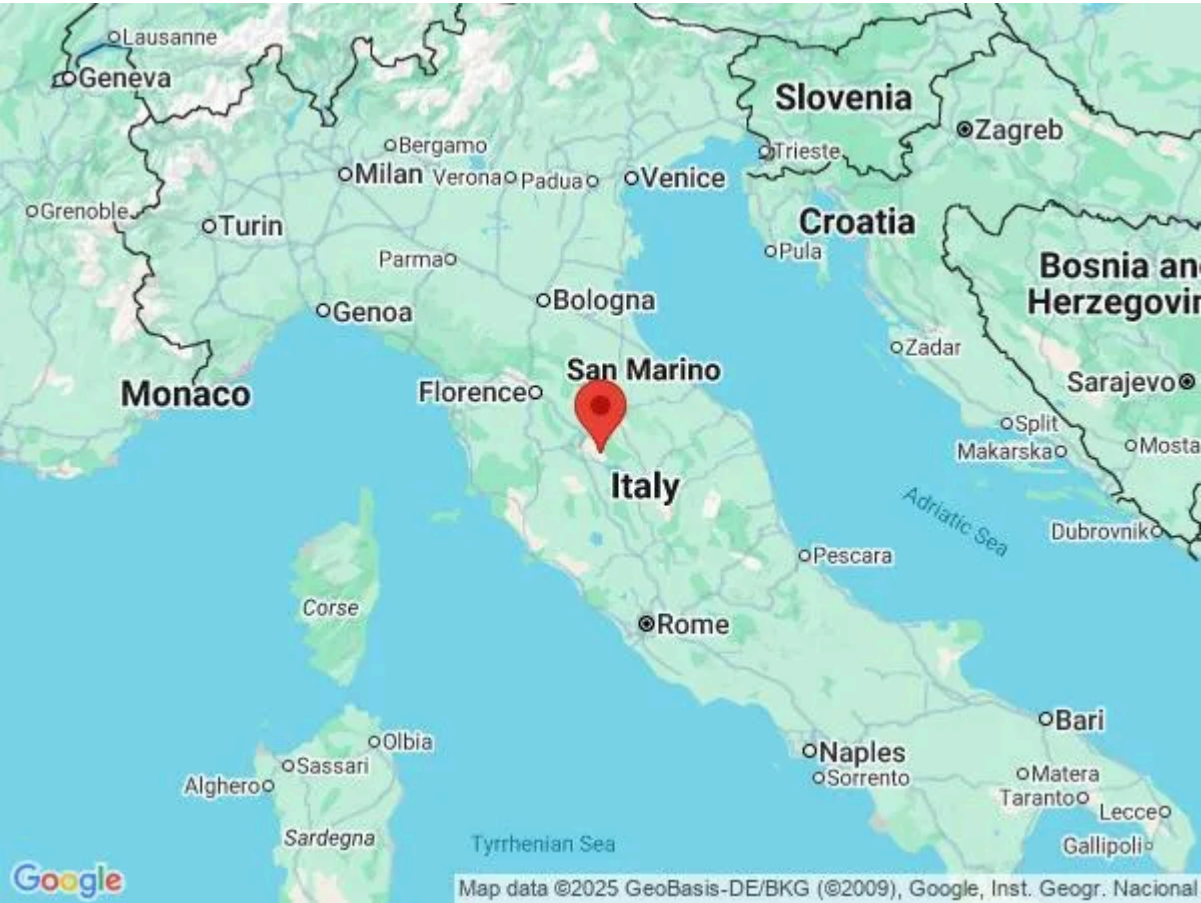 Lausanne
Geneva
Slovenia
Zagreb
Bergamo
Trieste
Milan
Verona
Padua
Venice
Grenoble
Turin
Croatia
Parma
Pula
Bosnia an
Herzegovin
Bologna
Genoa
Zadar
San Marino
Monaco
Florence
Sarajevo
Split
Makarska
Mosta
Italy
Adriatic Sea
Dubrovnik
Pescara
Corse
Rome
Bari
Olbia
Naples
Sassari
Sorrento
Matera
Alghero
Taranto
Lecce
Sardegna
Tyrrhenian Sea
Gallipoli
Google
Map data ©2025 GeoBasis-DE/BKG (©2009), Google, Inst. Geogr. Nacional